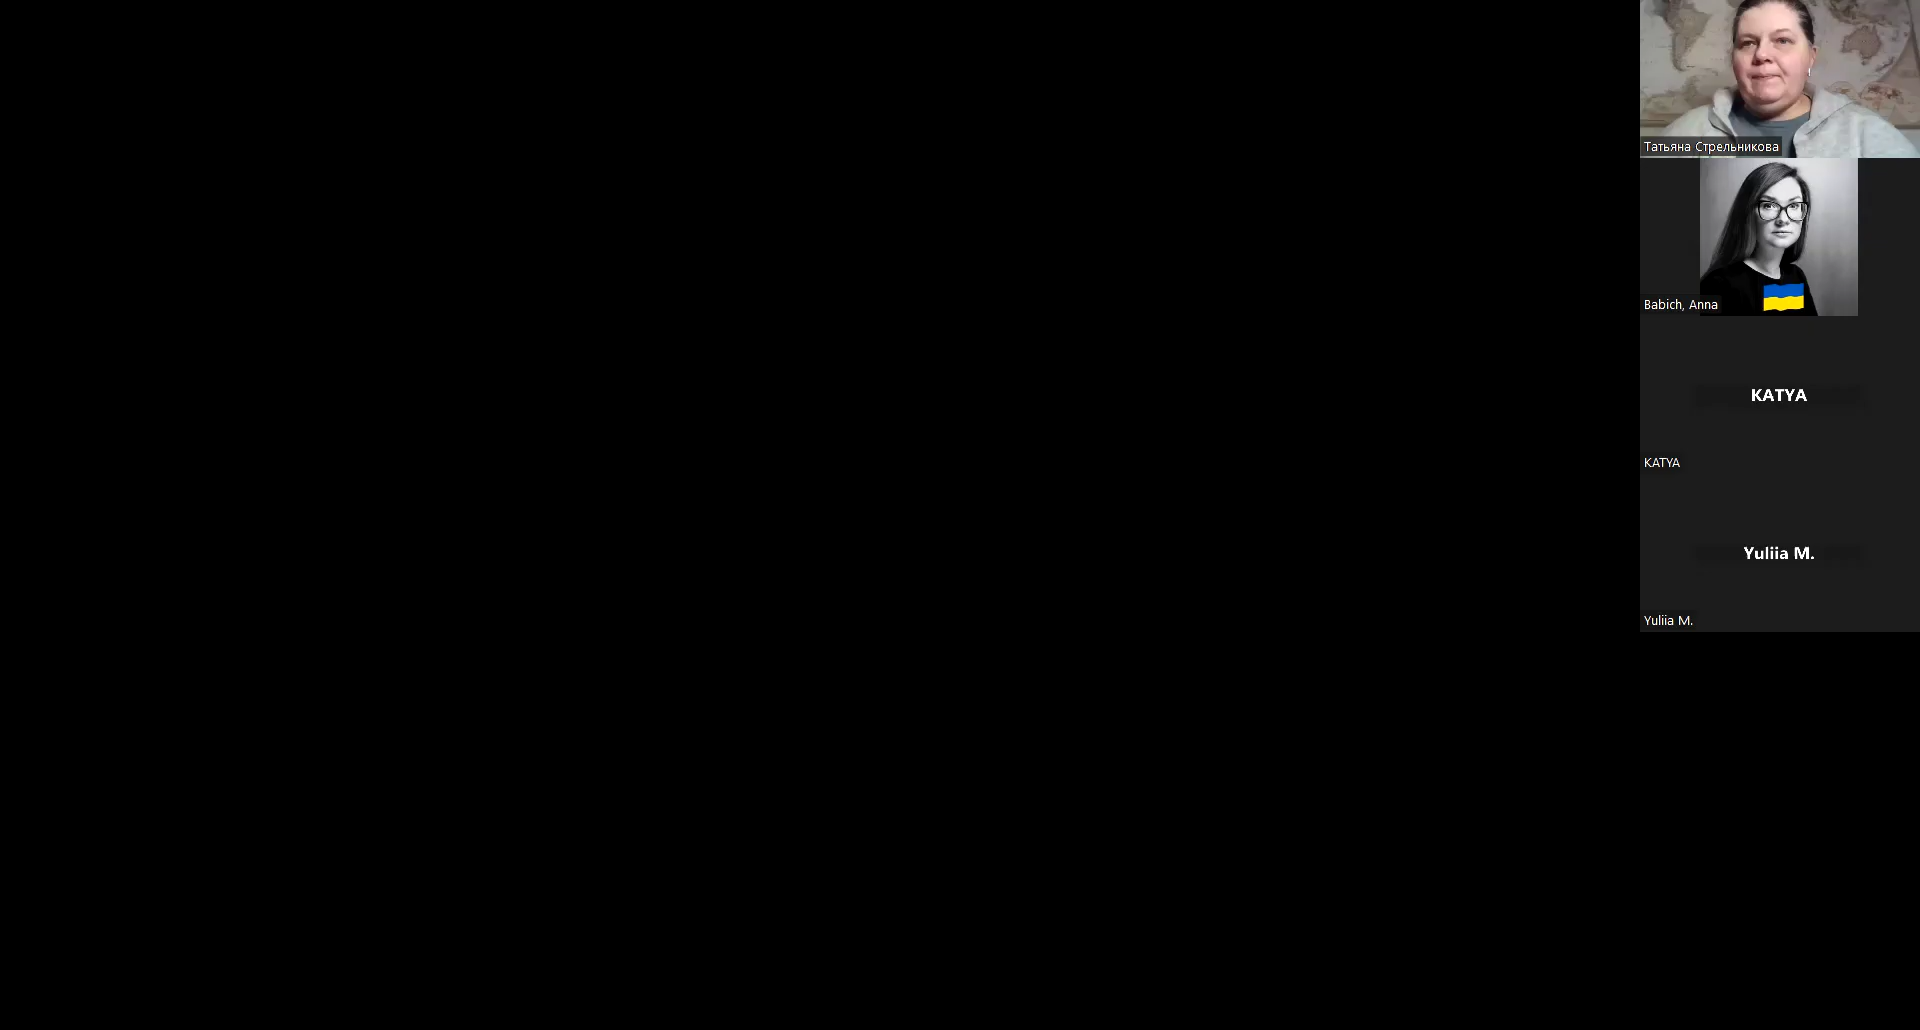 Татьяна Стрельникова
Babich, Anna
KATYA
KATYA
Yuliia M.
Yuliia M.